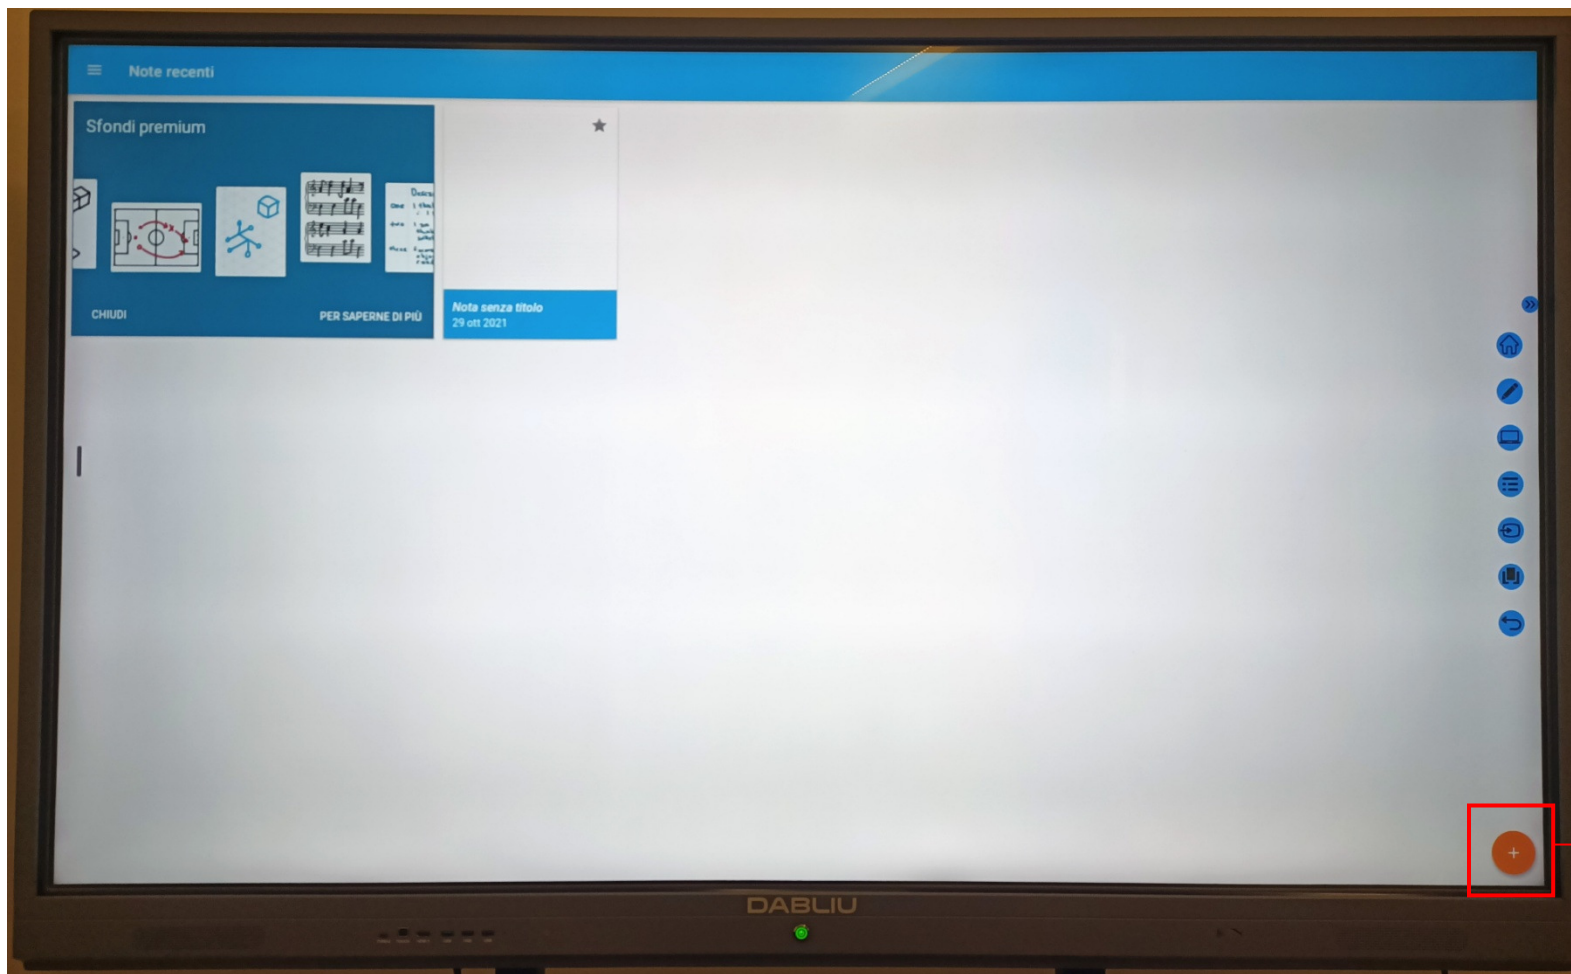 Note recenti
Sfondi premium
CHIUDI
PER SAPERNE DI PIÙ
Nota senza titolo
29 ott 2021
DABLIU